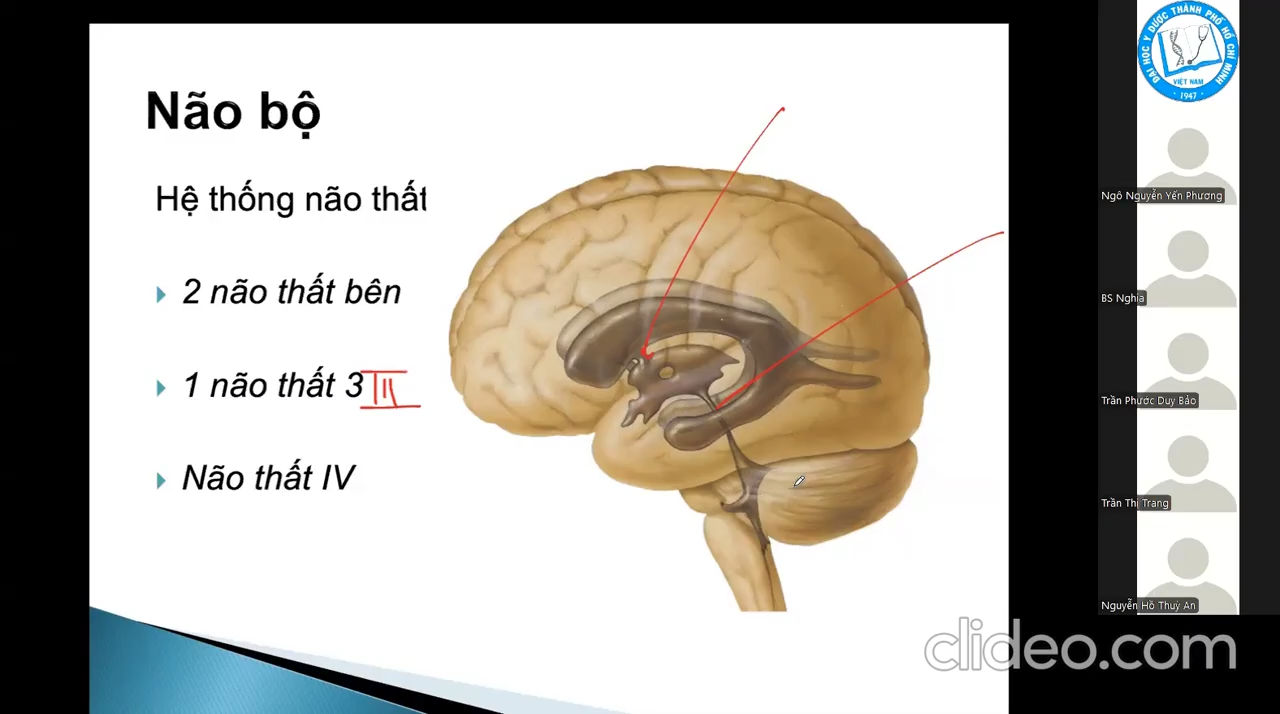 Não bộ
Hệ thống não thất
2 não thất bên
1 não thất 3 III
Não thất IV
ĐẠI HỌC Y DƯỢC THÀNH PHỐ HỒ CHÍ MINH
VIỆT NAM
1947
Ngô Nguyễn Yến Phương
BS Nghia
Trần Phước Duy Bảo
Trần Thị Trang
Nguyễn Hồ Thuỳ An
clideo.com